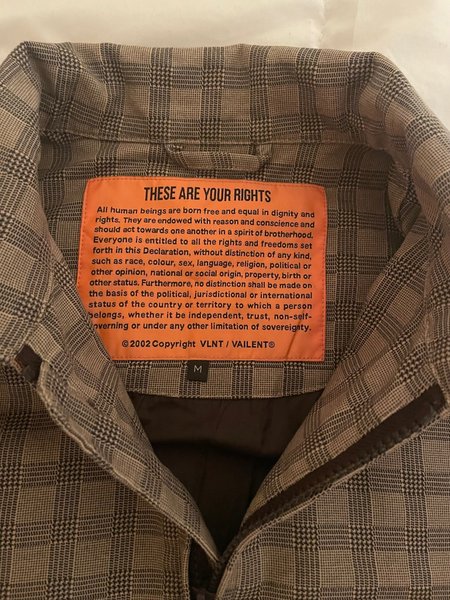 THESE ARE YOUR RIGHTS
All human beings are born free and equal in dignity and
rights. They are endowed with reason and conscience and
should act towards one another in a spirit of brotherhood.
Everyone is entitled to all the rights and freedoms set
forth in this Declaration, without distinction of any kind,
such as race, colour, sex, language, religion, political or
other opinion, national or social origin, property, birth or
other status. Furthermore, no distinction shall be made on
the basis of the political, jurisdictional or international
status of the country or territory to which a person
belongs, whether it be independent, trust, non-self-
governing or under any other limitation of sovereignty.
©2002 Copyright VLNT / VAILENT®
M